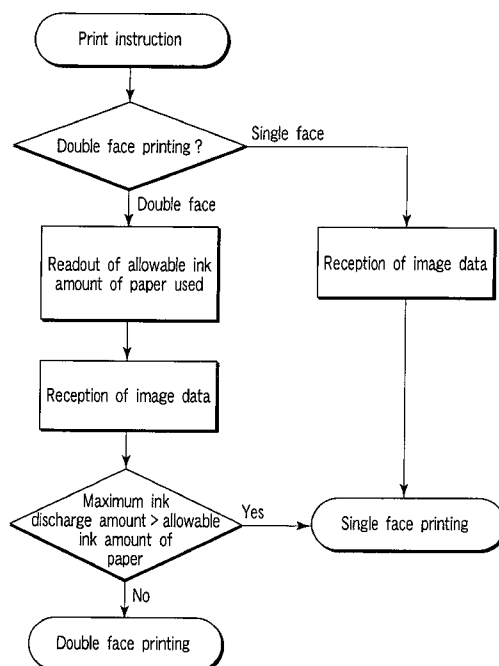 Print instruction
Double face printing ?
Single face
Double face
Readout of allowable ink
amount of paper used
Reception of image data
Reception of image data
Maximum ink
discharge amount > allowable
ink amount of
paper
Yes
Single face printing
No
Double face printing